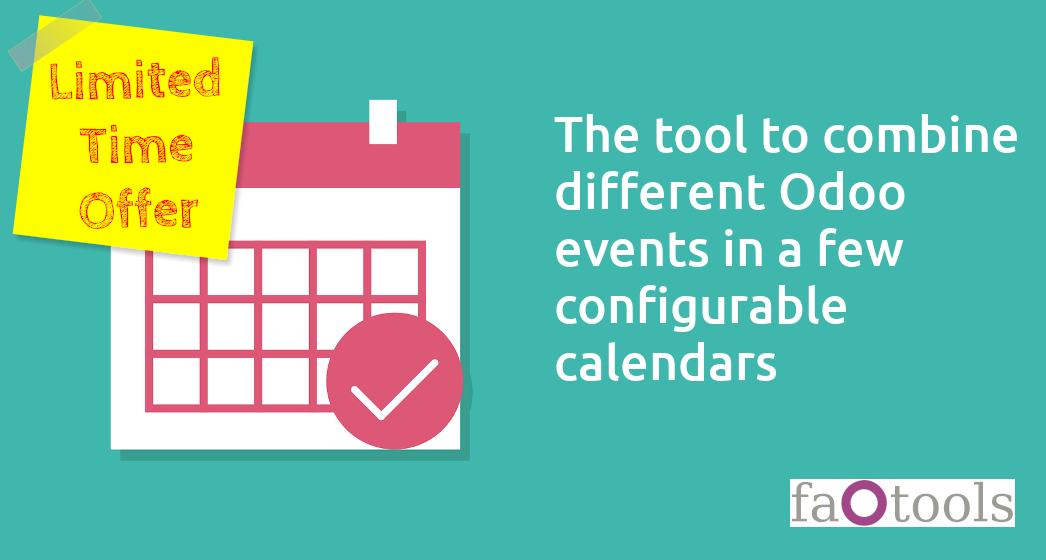 Limited
Time
Offer
The tool to combine
different Odoo
events in a few
configurable
calendars
faOtools